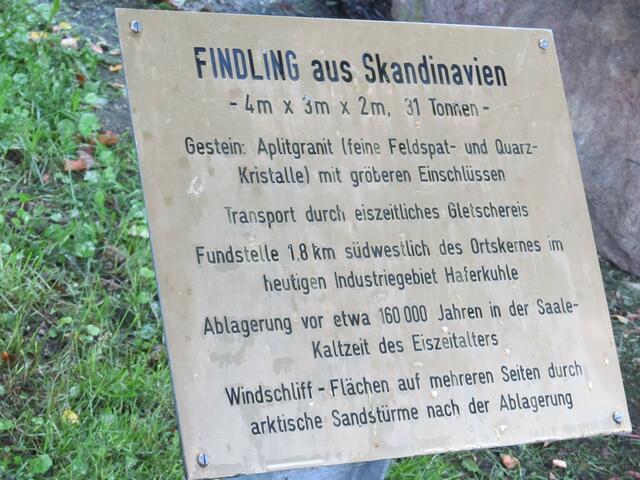 FINDLING aus Skandinavien
- 4m x 3m x 2m, 31 Tonnen -
Gestein: Aplitgranit (feine Feldspat- und Quarz-
Kristalle) mit gröberen Einschlüssen
Transport durch eiszeitliches Gletschereis
Fundstelle 1,8 km südwestlich des Ortskernes im
heutigen Industriegebiet Haferkuhle
Ablagerung vor etwa 160 000 Jahren in der Saale-
Kaltzeit des Eiszeitalters
Windschliff - Flächen auf mehreren Seiten durch
arktische Sandstürme nach der Ablagerung